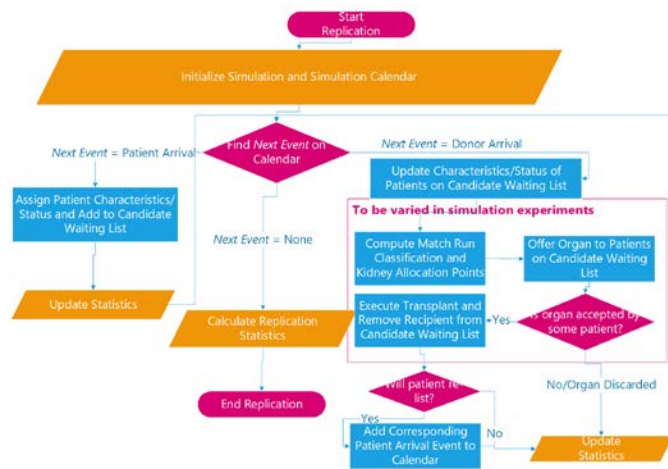 Start
Replication
Initialize Simulation and Simulation Calendar
Find Next Event on
Calendar
Next Event = Patient Arrival
Next Event = Donor Arrival
Assign Patient Characteristics/
Status and Add to Candidate
Waiting List
Update Characteristics/Status of
Patients on Candidate Waiting List
To be varied in simulation experiments
Next Event = None
Compute Match Run
Classification and
Kidney Allocation Points
Offer Organ to Patients
on Candidate Waiting
List
Update Statistics
Calculate Replication
Statistics
Execute Transplant and
Remove Recipient from
Candidate Waiting List
Yes
Is organ accepted by
some patient?
End Replication
Will patient re-
list?
No/Organ Discarded
Yes
No
Add Corresponding
Patient Arrival Event to
Calendar
Update
Statistics